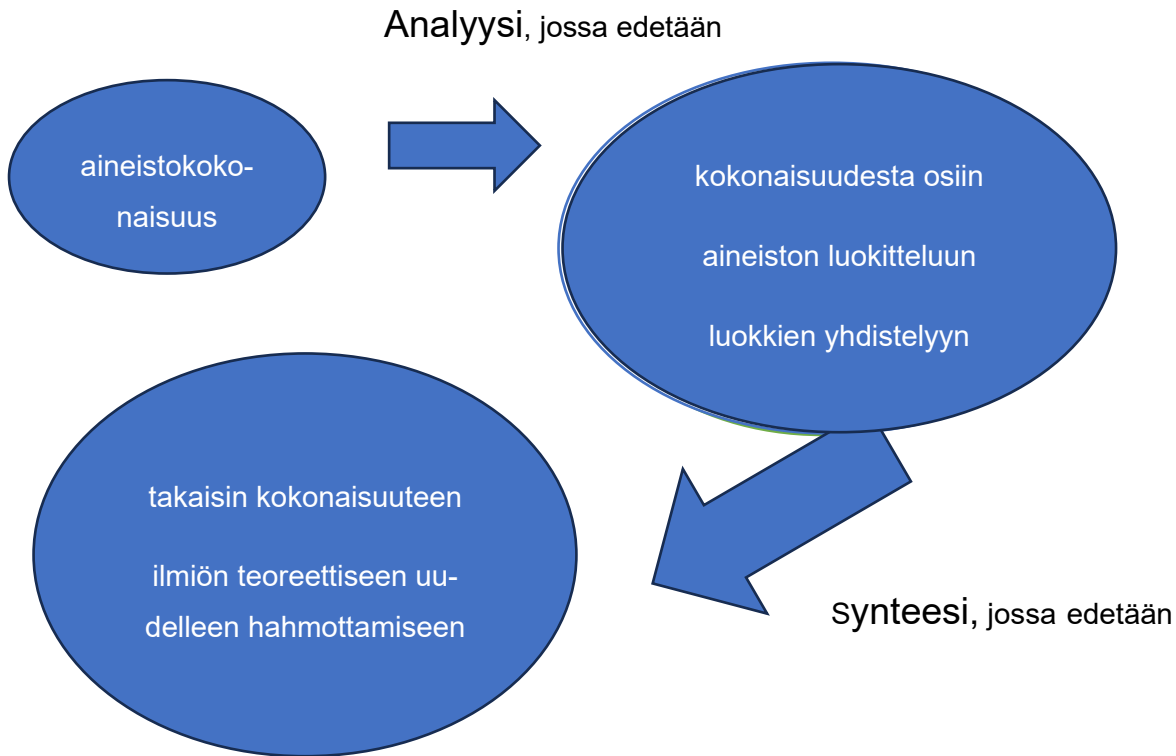 Analyysi, jossa edetään
aineistokoko-
naisuus
kokonaisuudesta osiin
aineiston luokitteluun
luokkien yhdistelyyn
takaisin kokonaisuuteen
ilmiön teoreettiseen uu-
delleen hahmottamiseen
Synteesi, jossa edetään